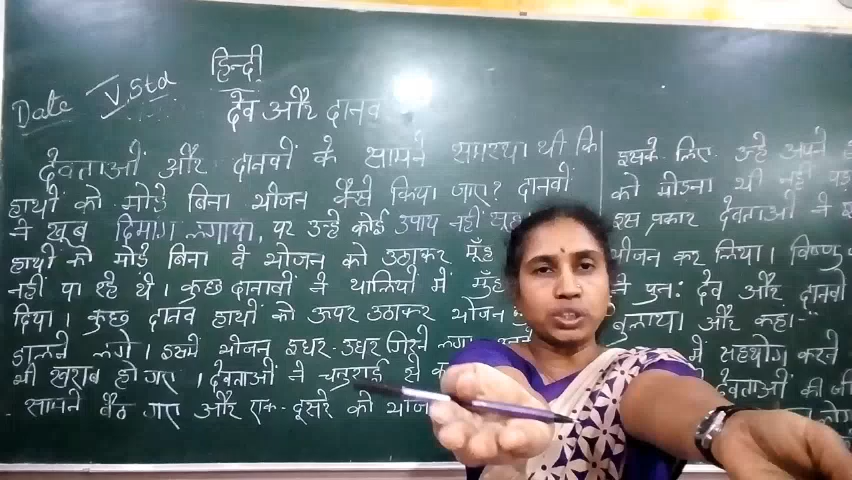 हिन्दी
Date V.Std
देव और दानव
देवताओं और दानवों के सामने समस्या थी कि
हाथों को मोड़े बिना भोजन कैसे किया जाए? दानवों
ने खूब दिमाग लगाया, पर उन्हे कोई उपाय नहीं
हाथों को मोड़े बिना वे भोजन को उठाकर मूँह
नहीं पा रहे थे। कुछ दानावों ने थालियों में मुँह
दिया। कुछ दानव हाथों को ऊपर उठाकर भोजन
डालने लगे। इससे भोजन इधर-उधर गिरने लगा
भी खराब हो गए। देवताओं ने चतुराई से
सामने बैठ गए और एक-दूसरे को
इसके लिए उन्हे अपने
को मोडना भी नहीं
इस प्रकार देवताओं ने
भोजन कर लिया। विष्णु
ने पुन: देव और दानवों
बुलाया। और कहा-
में सहयोग करने
देवताओं की